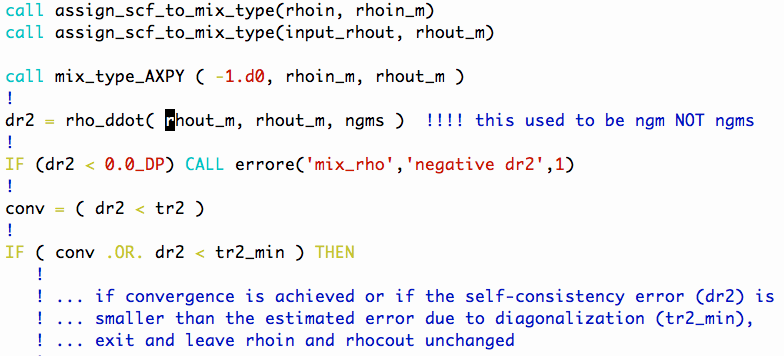 call assign_scf_to_mix_type(rhoin, rhoin_m)
call assign_scf_to_mix_type(input_rhout, rhout_m)
call mix_type_AXPY ( -1.d0, rhoin_m, rhout_m )
!
dr2 = rho_ddot( rhout_m, rhout_m, ngms )  !!!! this used to be ngm NOT ngms
!
IF (dr2 < 0.0_DP) CALL errore('mix_rho','negative dr2',1)
!
conv = ( dr2 < tr2 )
!
IF ( conv .OR. dr2 < tr2_min ) THEN
!
! ... if convergence is achieved or if the self-consistency error (dr2) is
! ... smaller than the estimated error due to diagonalization (tr2_min),
! ... exit and leave rhoin and rhocout unchanged